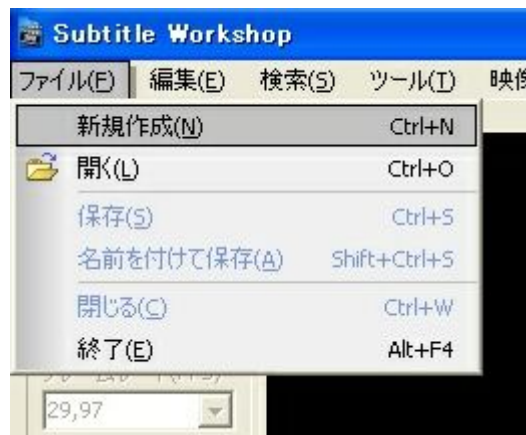 Subtitle Workshop
ファイル(F) 編集(E) 検索(S) ツール(T) 映像
新規作成(N) Ctrl+N
開く(L) Ctrl+O
保存(S) Ctrl+S
名前を付けて保存(A) Shift+Ctrl+S
閉じる(C) Ctrl+W
終了(E) Alt+F4
29,97